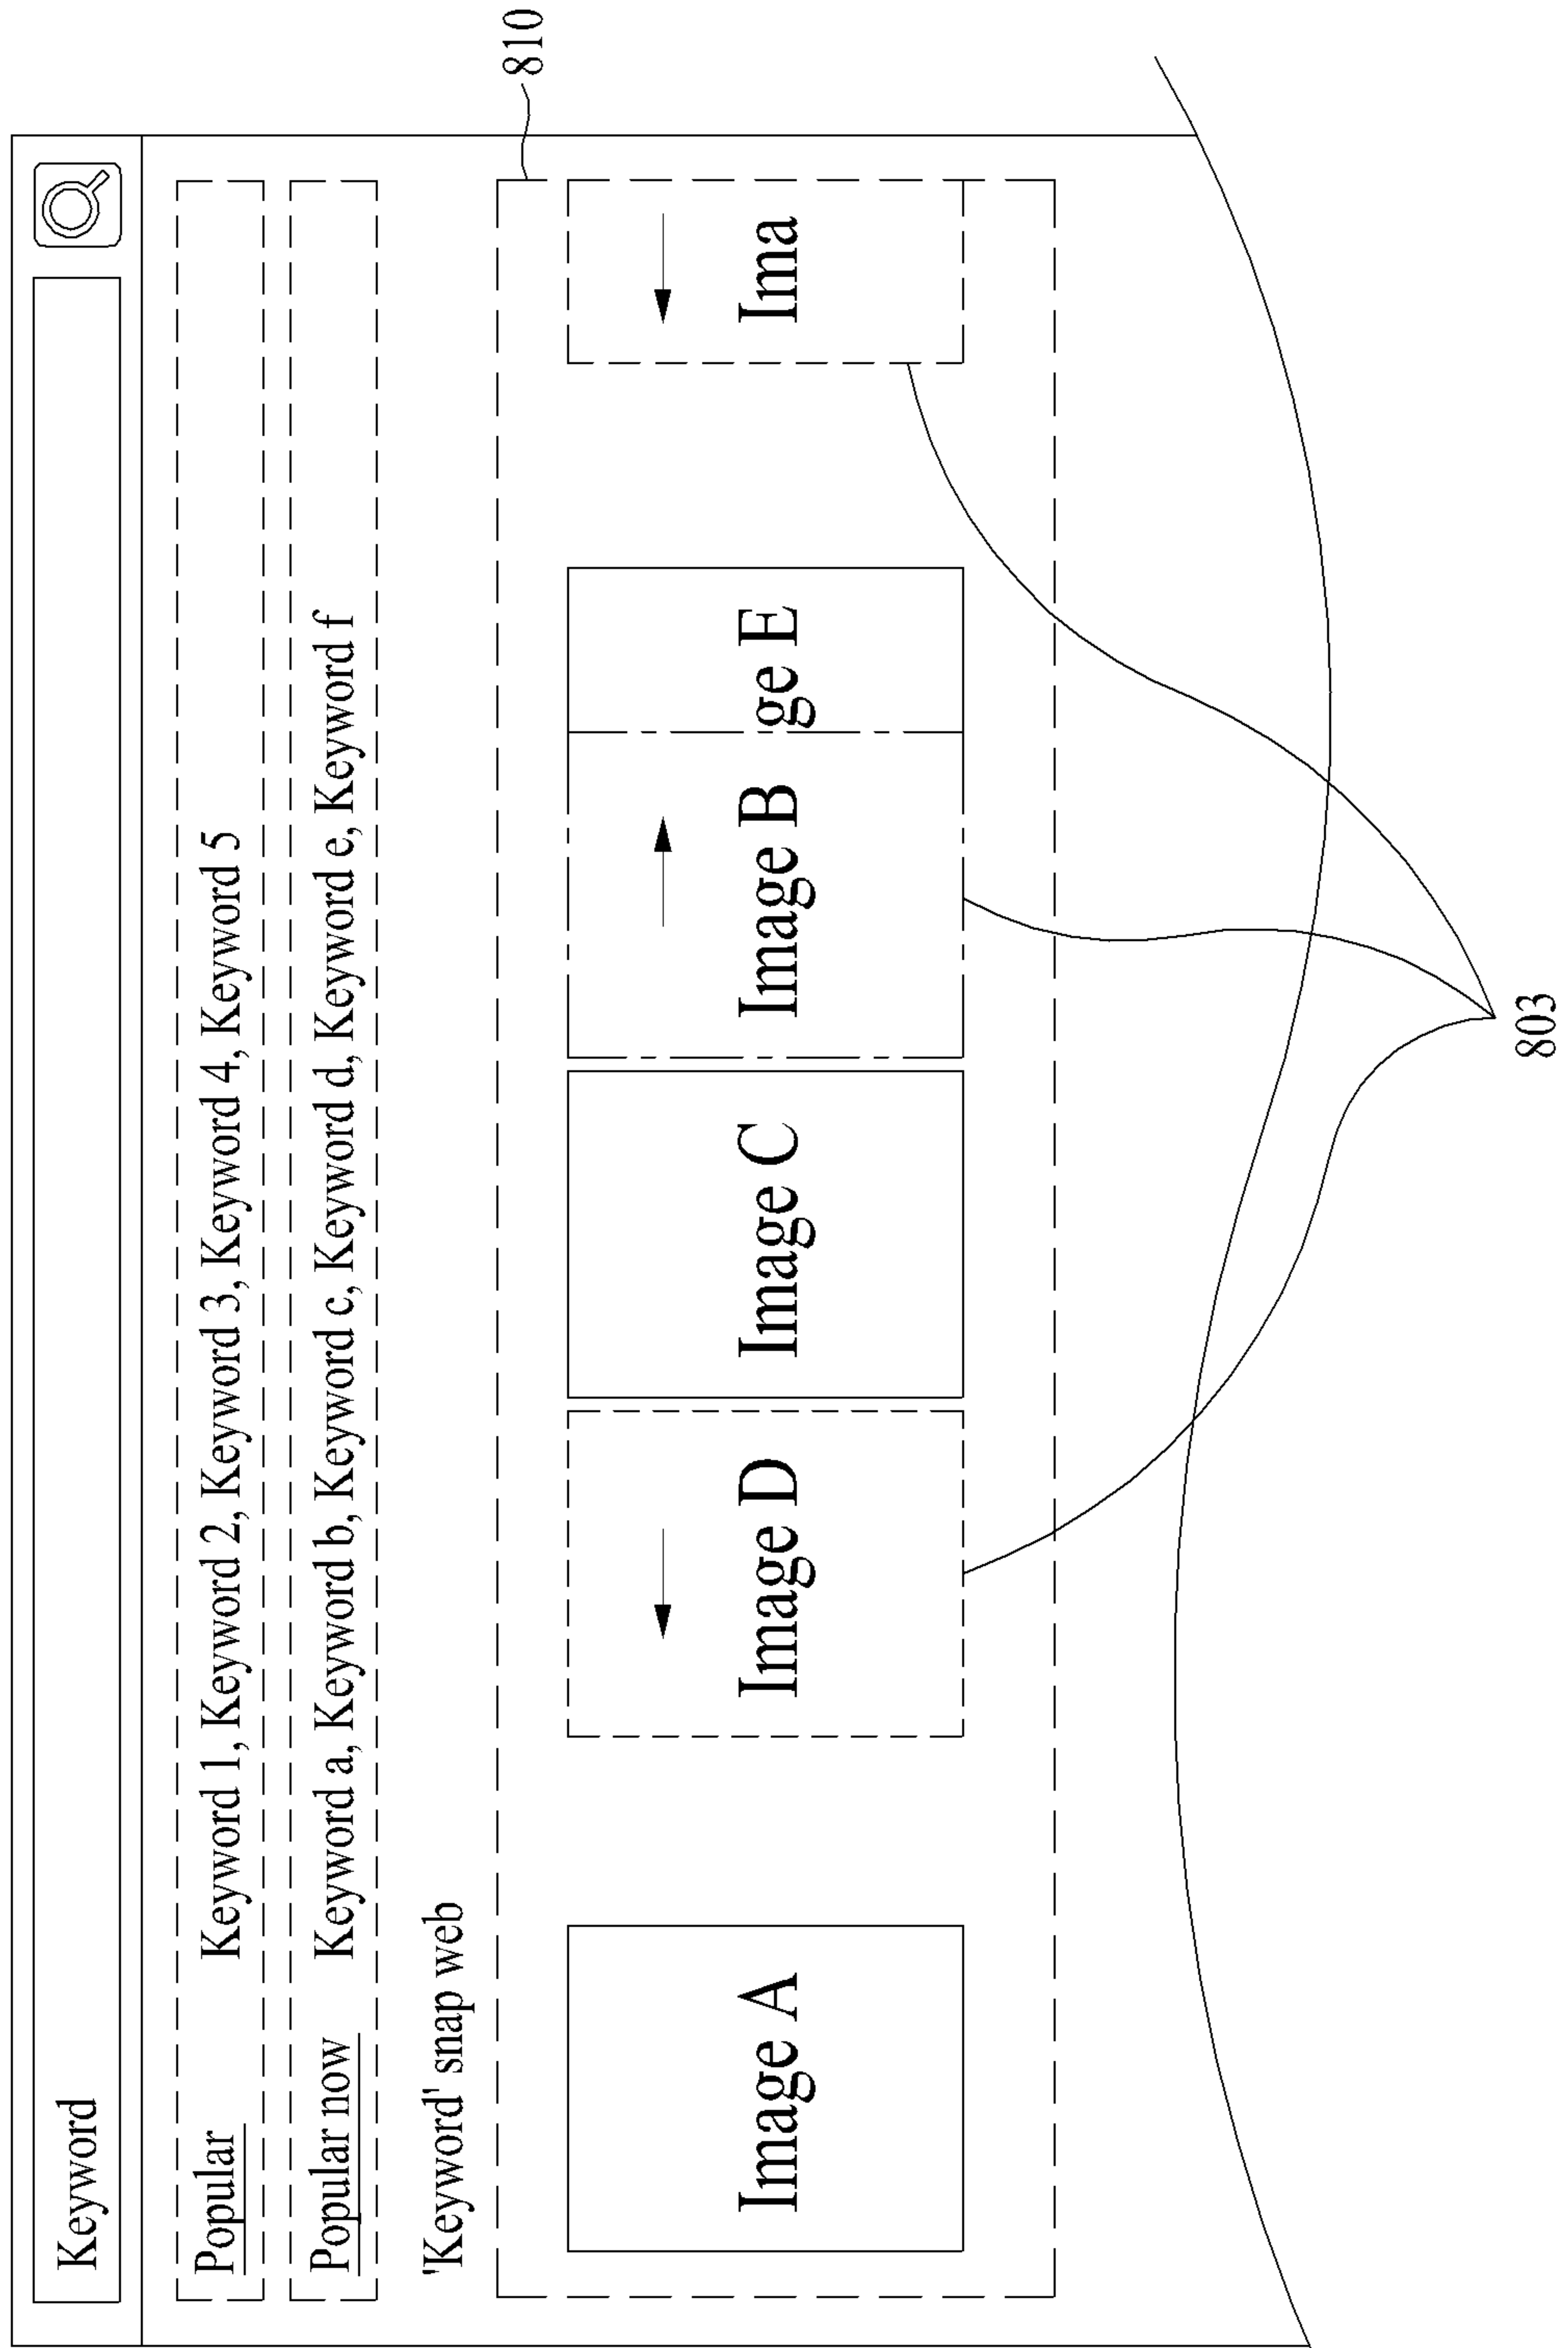 Keyword
Popular Keyword 1, Keyword 2, Keyword 3, Keyword 4, Keyword 5
Popular now Keyword a, Keyword b, Keyword c, Keyword d, Keyword e, Keyword f
'Keyword' snap web
810
Image A Image D Image C Image B ge E Ima
803